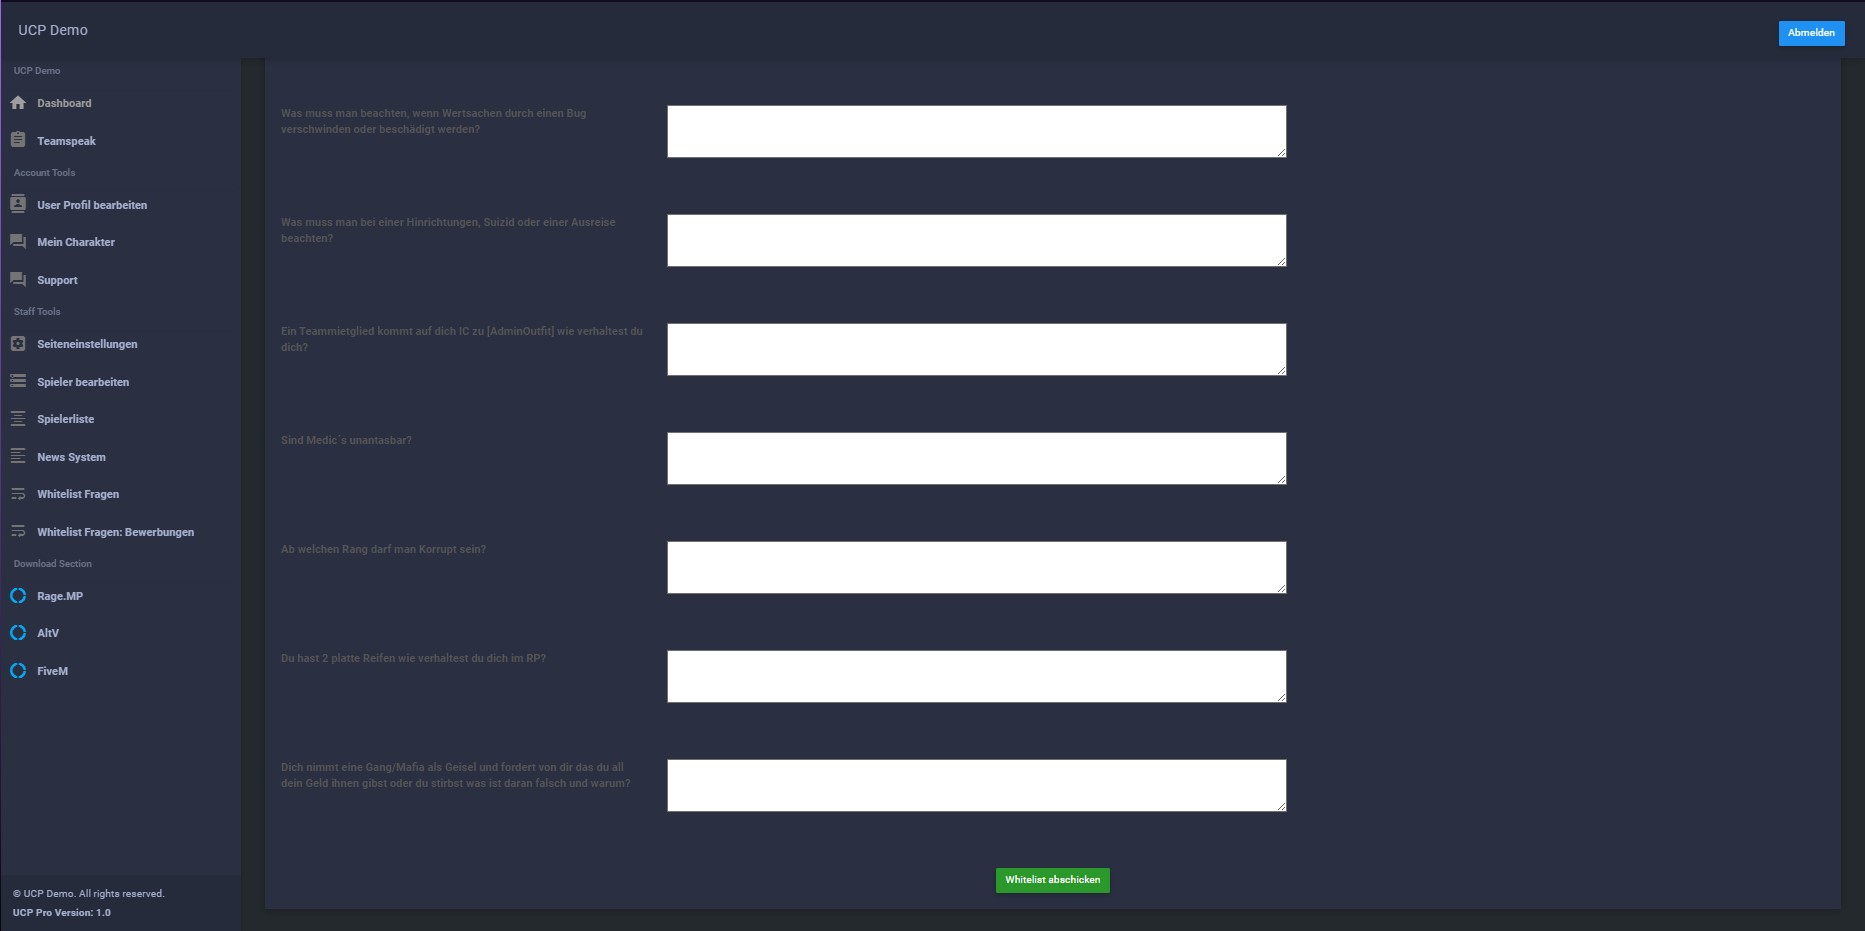 UCP Demo
Abmelden
UCP Demo
Dashboard
Teamspeak
Account Tools
User Profil bearbeiten
Mein Charakter
Support
Staff Tools
Seiteneinstellungen
Spieler bearbeiten
Spielerliste
News System
Whitelist Fragen
Whitelist Fragen: Bewerbungen
Download Section
Rage.MP
AltV
FiveM
© UCP Demo. All rights reserved.
UCP Pro Version: 1.0
Was muss man beachten, wenn Wertsachen durch einen Bug
verschwinden oder beschädigt werden?
Was muss man bei einer Hinrichtungen, Suizid oder einer Ausreise
beachten?
Ein Teammietglied kommt auf dich IC zu [AdminOutfit] wie verhaltest du
dich?
Sind Medic´s unantasbar?
Ab welchen Rang darf man Korrupt sein?
Du hast 2 platte Reifen wie verhaltest du dich im RP?
Dich nimmt eine Gang/Mafia als Geisel und fordert von dir das du all
dein Geld ihnen gibst oder du stirbst was ist daran falsch und warum?
Whitelist abschicken